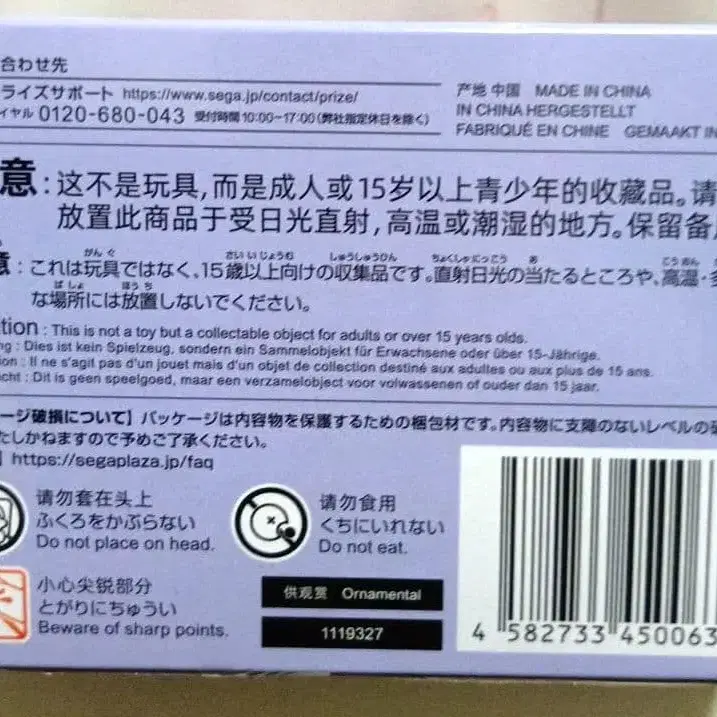 合わせ先
ライズサポート https://www.sega.jp/contact/prize/
イヤル 0120-680-043 受付時間10:00~17:00(弊社指定休日を除く)
产地 中国 MADE IN CHINA
IN CHINA HERGESTELLT
FABRIQUÉ EN CHINE GEMAAKT IN
意:这不是玩具,而是成人或15岁以上青少年的收藏品。请
放置此商品于受日光直射,高温或潮湿的地方。保留备
意:これは玩具ではなく、15歳以上向けの収集品です。直射日光の当たるところや、高温・多
な場所には放置しないでください。
tion : This is not a toy but a collectable object for adults or over 15 years olds.
ng : Dies ist kein Spielzeug, sondern ein Sammelobjekt für Erwachsene oder über 15-Jährige.
ion : Il ne s'agit pas d'un jouet mais d'un objet de collection destiné aux adultes ou aux plus de 15 ans.
cht : Dit is geen speelgoed, maar een verzamelobject voor volwassenen of ouder dan 15 jaar.
ージ破損について】パッケージは内容物を保護するための梱包材です。内容物に支障のないレベルの
たしかねますので予めご了承ください。
】https://segaplaza.jp/faq
请勿套在头上
ふくろをかぶらない
Do not place on head.
请勿食用
くちにいれない
Do not eat.
小心尖锐部分
とがりにちゅうい
Beware of sharp points.
供观赏 Ornamental
1119327
4 582733 450063